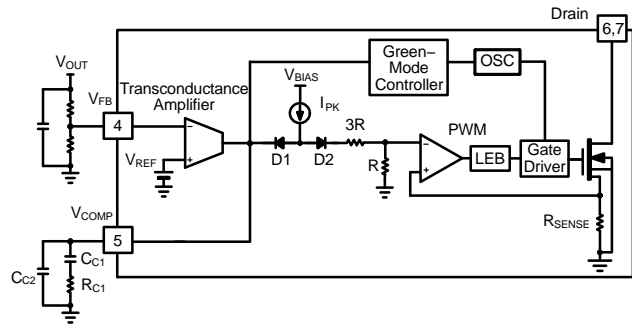 Drain
6,7
VOUT
Green–
Mode
Controller
OSC
Transconductance
Amplifier
VBIAS
VFB
IPK
4
3R
PWM
VREF
D1
D2
R
LEB
Gate
Driver
VCOMP
5
RSENSE
CC1
CC2
RC1